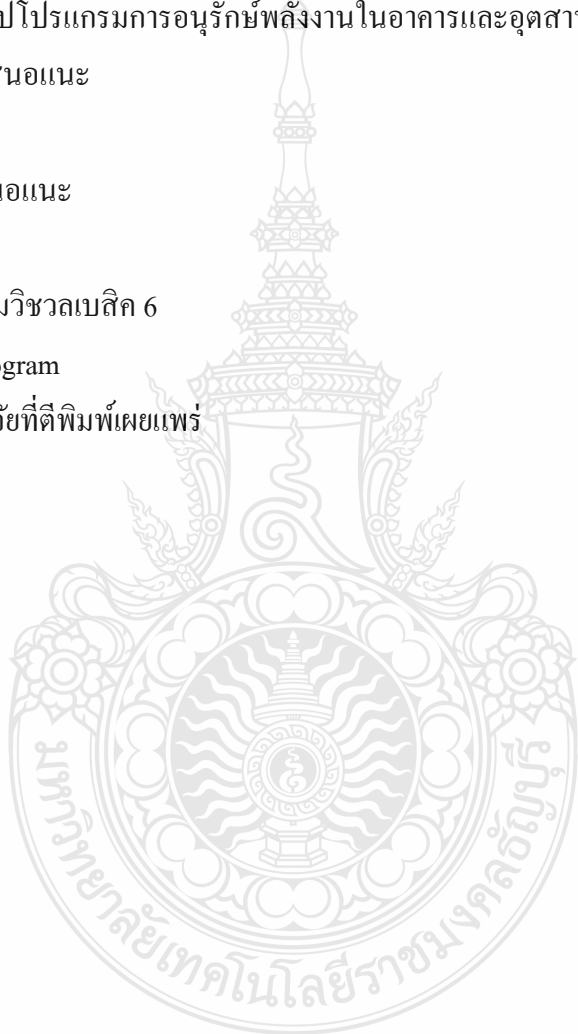 ปโปรแกรมการอนุรักษ์พลังงานในอาคารและอุตสา
นอแนะ
นอแนะ
มวิชวลเบสิค 6
ogram
วัยที่ตีพิมพ์เผยแพร่
มหาวิทยาลัยเทคโนโลยีราชมงคลธัญบุรี